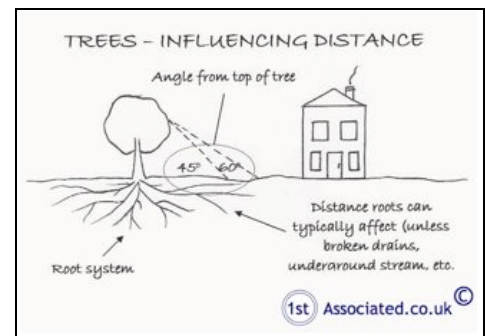 TREES – INFLUENCING DISTANCE
Angle from top of tree
45° 60°
Distance roots can
typically affect (unless
broken drains,
underground stream, etc.
Root system
1st Associated.co.uk ©